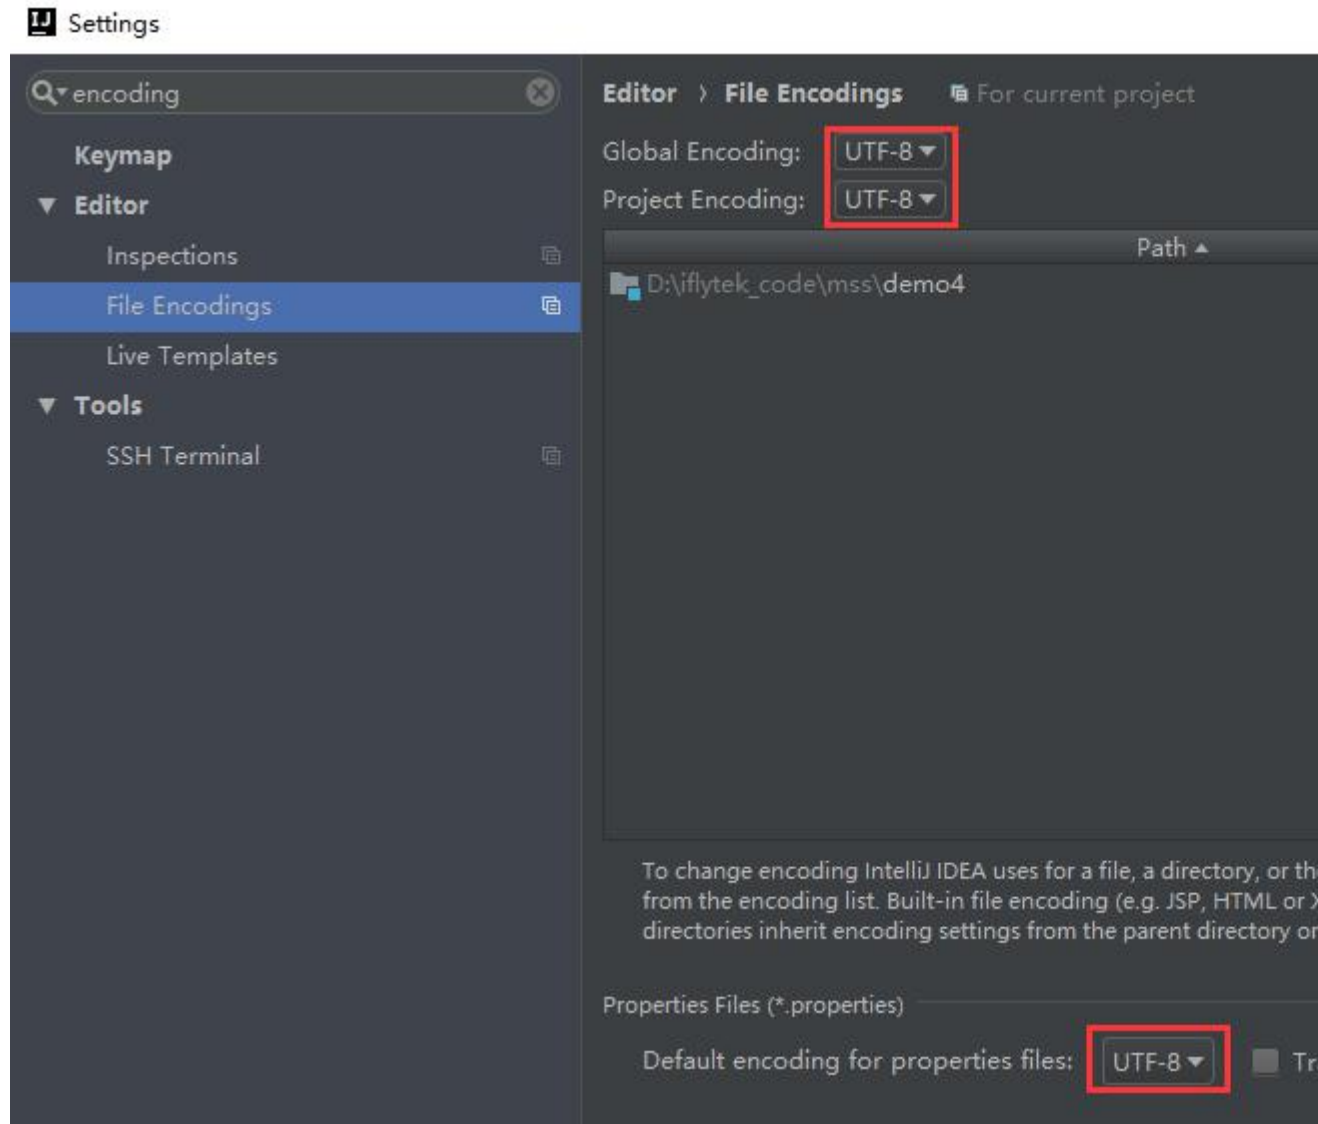 IJ Settings
encoding
Keymap
Editor
Inspections
File Encodings
Live Templates
Tools
SSH Terminal
Editor › File Encodings For current project
Global Encoding: UTF-8
Project Encoding: UTF-8
Path
D:\iflytek_code\mss\demo4
To change encoding IntelliJ IDEA uses for a file, a directory, or the
from the encoding list. Built-in file encoding (e.g. JSP, HTML or X
directories inherit encoding settings from the parent directory or
Properties Files (*.properties)
Default encoding for properties files: UTF-8 Tra